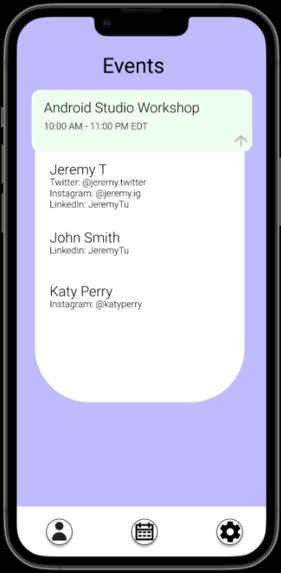 Events
Android Studio Workshop
10:00 AM - 11:00 PM EDT
Jeremy T
Twitter: @jeremy.twitter
Instagram: @jeremy.ig
LinkedIn: JeremyTu
John Smith
LinkedIn: JeremyTu
Katy Perry
Instagram: @katyperry